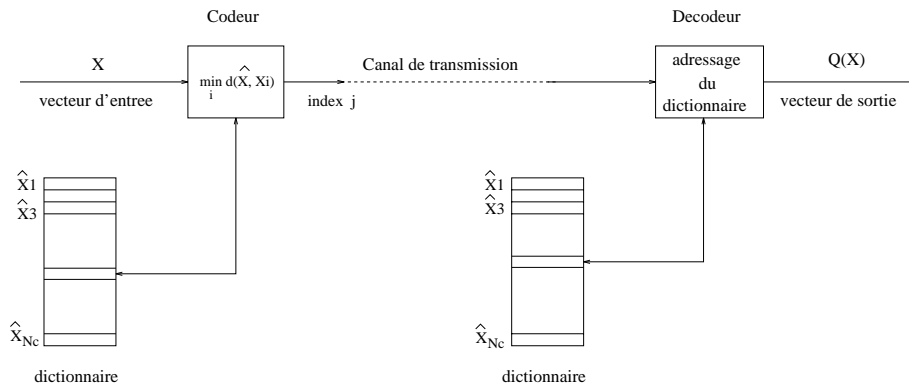 Codeur
Decodeur
X
min d(X̂, Xi)
i
Canal de transmission
adressage
du
dictionnaire
Q(X)
vecteur d'entree
index j
vecteur de sortie
X̂1
X̂3
X̂Nc
dictionnaire
X̂1
X̂3
X̂Nc
dictionnaire